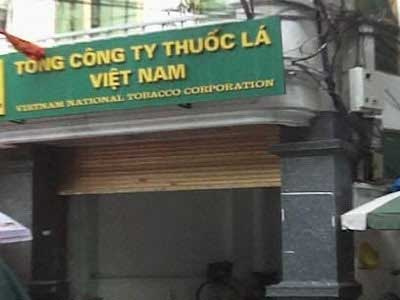 TỔNG CÔNG TY THUỐC LÁ
VIỆT NAM
VIETNAM NATIONAL TOBACCO CORPORATION